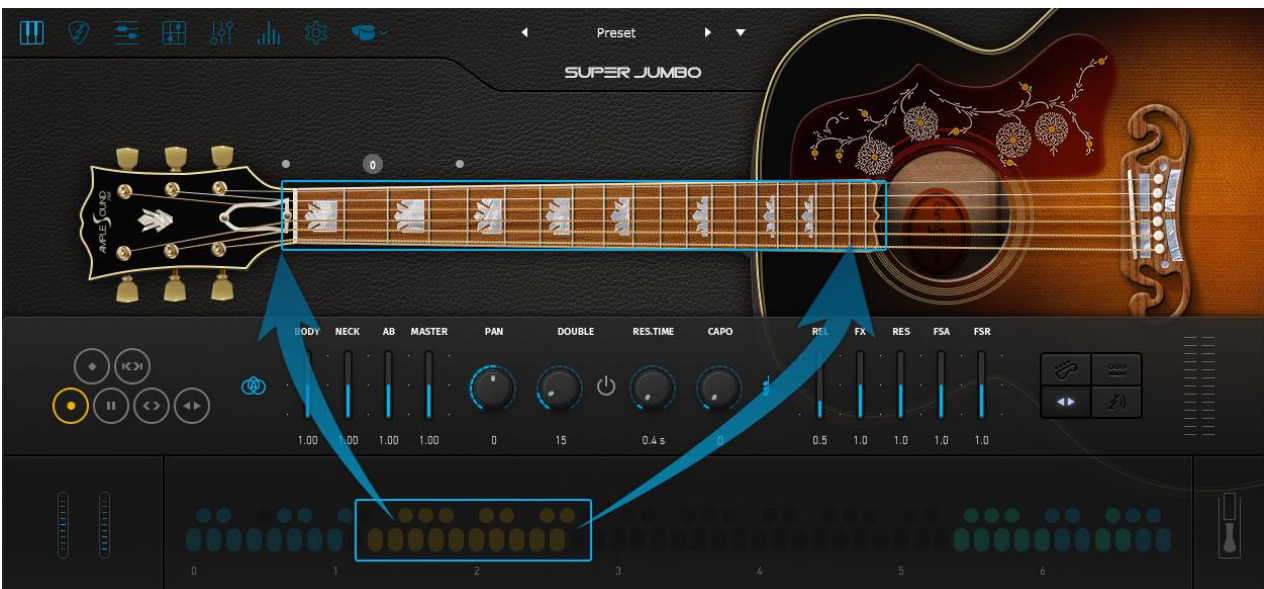 Preset
SUPER JUMBO
0
AMPLE SOUND
BODY NECK AB MASTER PAN DOUBLE RES.TIME CAPO REL FX RES FSA FSR
1.00 1.00 1.00 1.00 0 15 0.4 s 0 0.5 1.0 1.0 1.0 1.0
0 1 2 3 4 5 6